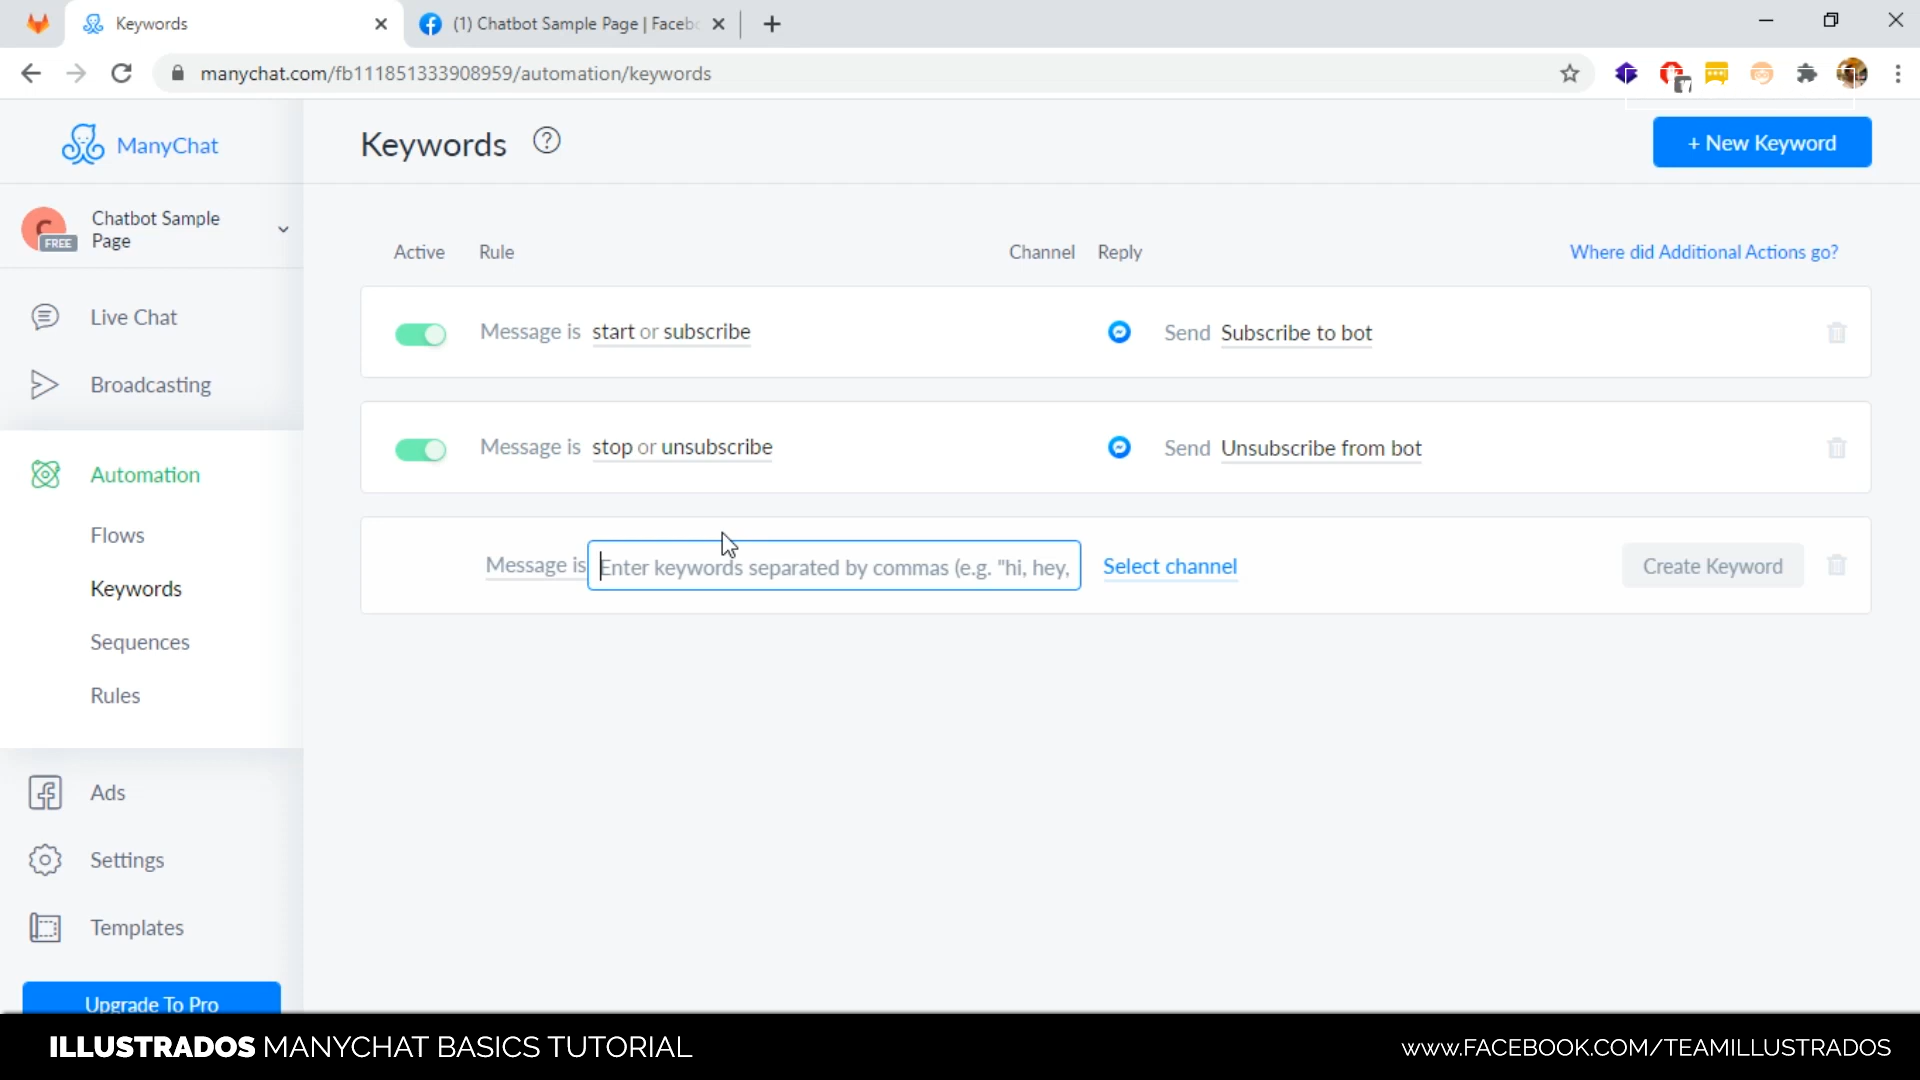 Keywords
(1) Chatbot Sample Page | Facebo
manychat.com/fb111851333908959/automation/keywords
ManyChat
Keywords ?
+ New Keyword
C
FREE
Chatbot Sample
Page
Active Rule Channel Reply Where did Additional Actions go?
Live Chat
Message is start or subscribe Send Subscribe to bot
Broadcasting
Message is stop or unsubscribe Send Unsubscribe from bot
Automation
Flows
Message is Enter keywords separated by commas (e.g. "hi, hey, Select channel Create Keyword
Keywords
Sequences
Rules
Ads
Settings
Templates
Upgrade To Pro
ILLUSTRADOS MANYCHAT BASICS TUTORIAL
WWW.FACEBOOK.COM/TEAMILLUSTRADOS